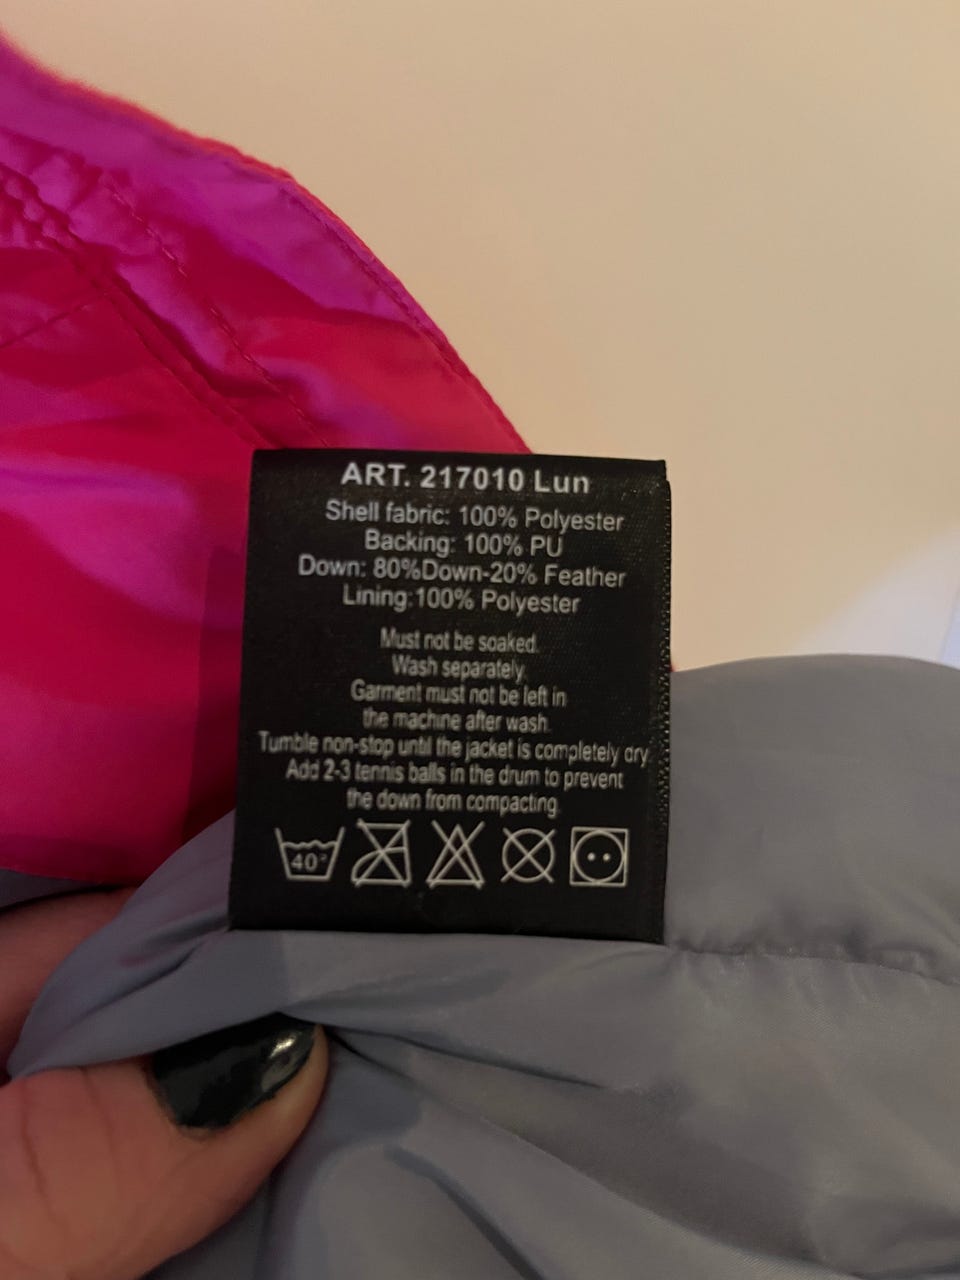 ART. 217010 Lun
Shell fabric: 100% Polyester
Backing: 100% PU
Down: 80%Down-20% Feather
Lining:100% Polyester
Must not be soaked.
Wash separately.
Garment must not be left in
the machine after wash.
Tumble non-stop until the jacket is completely dry.
Add 2-3 tennis balls in the drum to prevent
the down from compacting.
40°